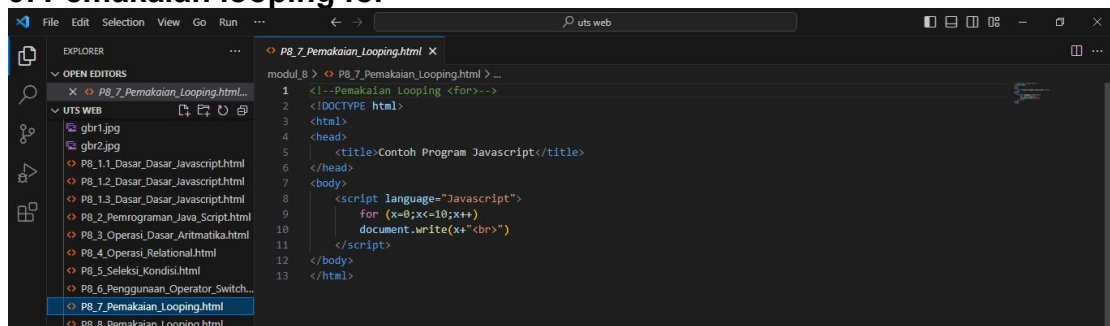 File Edit Selection View Go Run ... uts web
EXPLORER ...
P8_7_Pemakaian_Looping.html
OPEN EDITORS
P8_7_Pemakaian_Looping.html...
UTS WEB
gbr1.jpg
gbr2.jpg
P8_1.1_Dasar_Dasar_Javascript.html
P8_1.2_Dasar_Dasar_Javascript.html
P8_1.3_Dasar_Dasar_Javascript.html
P8_2_Pemrograman_Java_Script.html
P8_3_Operasi_Dasar_Aritmatika.html
P8_4_Operasi_Relational.html
P8_5_Seleksi_Kondisi.html
P8_6_Penggunaan_Operator_Switch...
P8_7_Pemakaian_Looping.html
P8_8_Pemakaian_Looping.html
modul_8 > P8_7_Pemakaian_Looping.html > ...
1 <!--Pemakaian Looping <for>-->
2 <!DOCTYPE html>
3 <html>
4 <head>
5 <title>Contoh Program Javascript</title>
6 </head>
7 <body>
8 <script language="Javascript">
9 for (x=0;x<=10;x++)
10 document.write(x+"<br>")
11 </script>
12 </body>
13 </html>